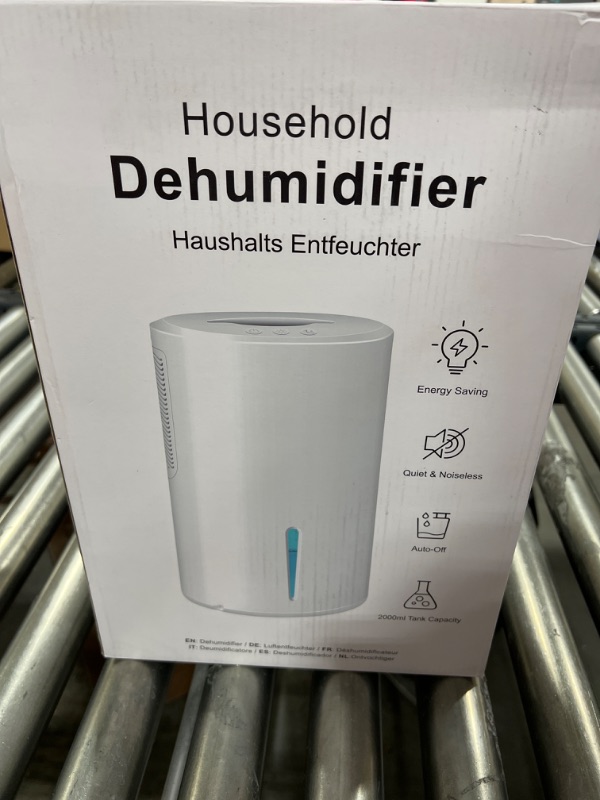 Household
Dehumidifier
Haushalts Entfeuchter
Energy Saving
Quiet & Noiseless
Auto-Off
2000ml Tank Capacity
EN: Dehumidifier / DE: Luftentfeuchter / FR: Déshumidificateur
IT: Deumidificatore / ES: Deshumidificador / NL: Ontvochtiger